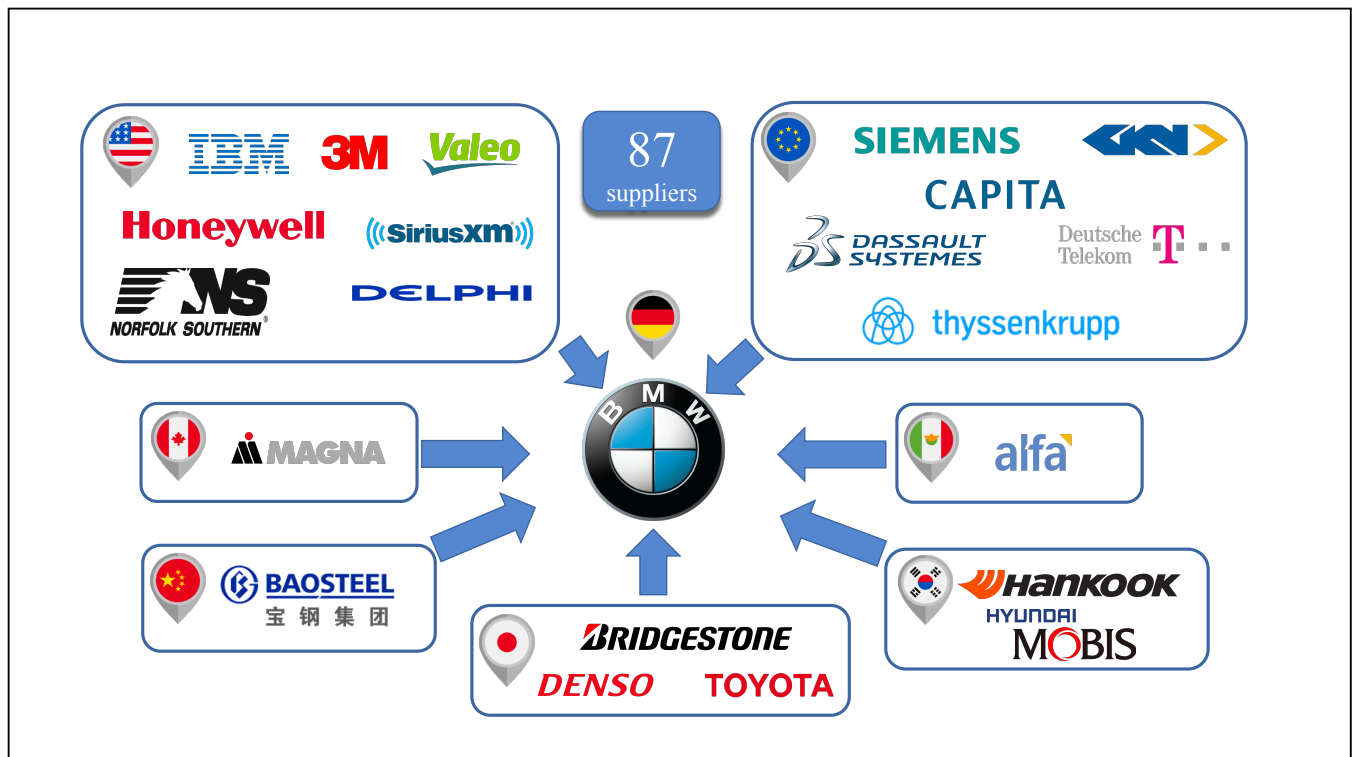 IBM
3M
Valeo
Honeywell
SiriusXM
NS
NORFOLK SOUTHERN®
DELPHI
87
suppliers
SIEMENS
GKN
CAPITA
DASSAULT
SYSTEMES
Deutsche
Telekom
T
BMW
MAGNA
alfa
BAOSTEEL
宝钢集团
BRIDGESTONE
DENSO
TOYOTA
HANKOOK
HYUNDAI
MOBIS
thyssenkrupp